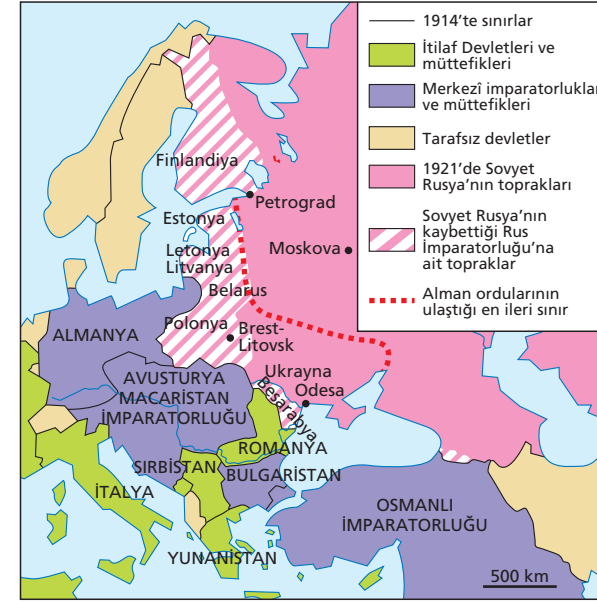 1914'te sınırlar
İtilaf Devletleri ve
müttefikleri
Merkezî imparatorluklar
ve müttefikleri
Tarafsız devletler
1921'de Sovyet
Rusya'nın toprakları
Sovyet Rusya'nın
kaybettiği Rus
İmparatorluğu'na
ait topraklar
Alman ordularının
ulaştığı en ileri sınır
Finlandiya
Petrograd
Estonya
Letonya
Litvanya
Moskova
Belarus
Polonya
Brest-
Litovsk
ALMANYA
AVUSTURYA
MACARİSTAN
İMPARATORLUĞU
Ukrayna
Odesa
Besarabya
ROMANYA
SIRBİSTAN
BULGARİSTAN
İTALYA
OSMANLI
İMPARATORLUĞU
YUNANİSTAN
500 km